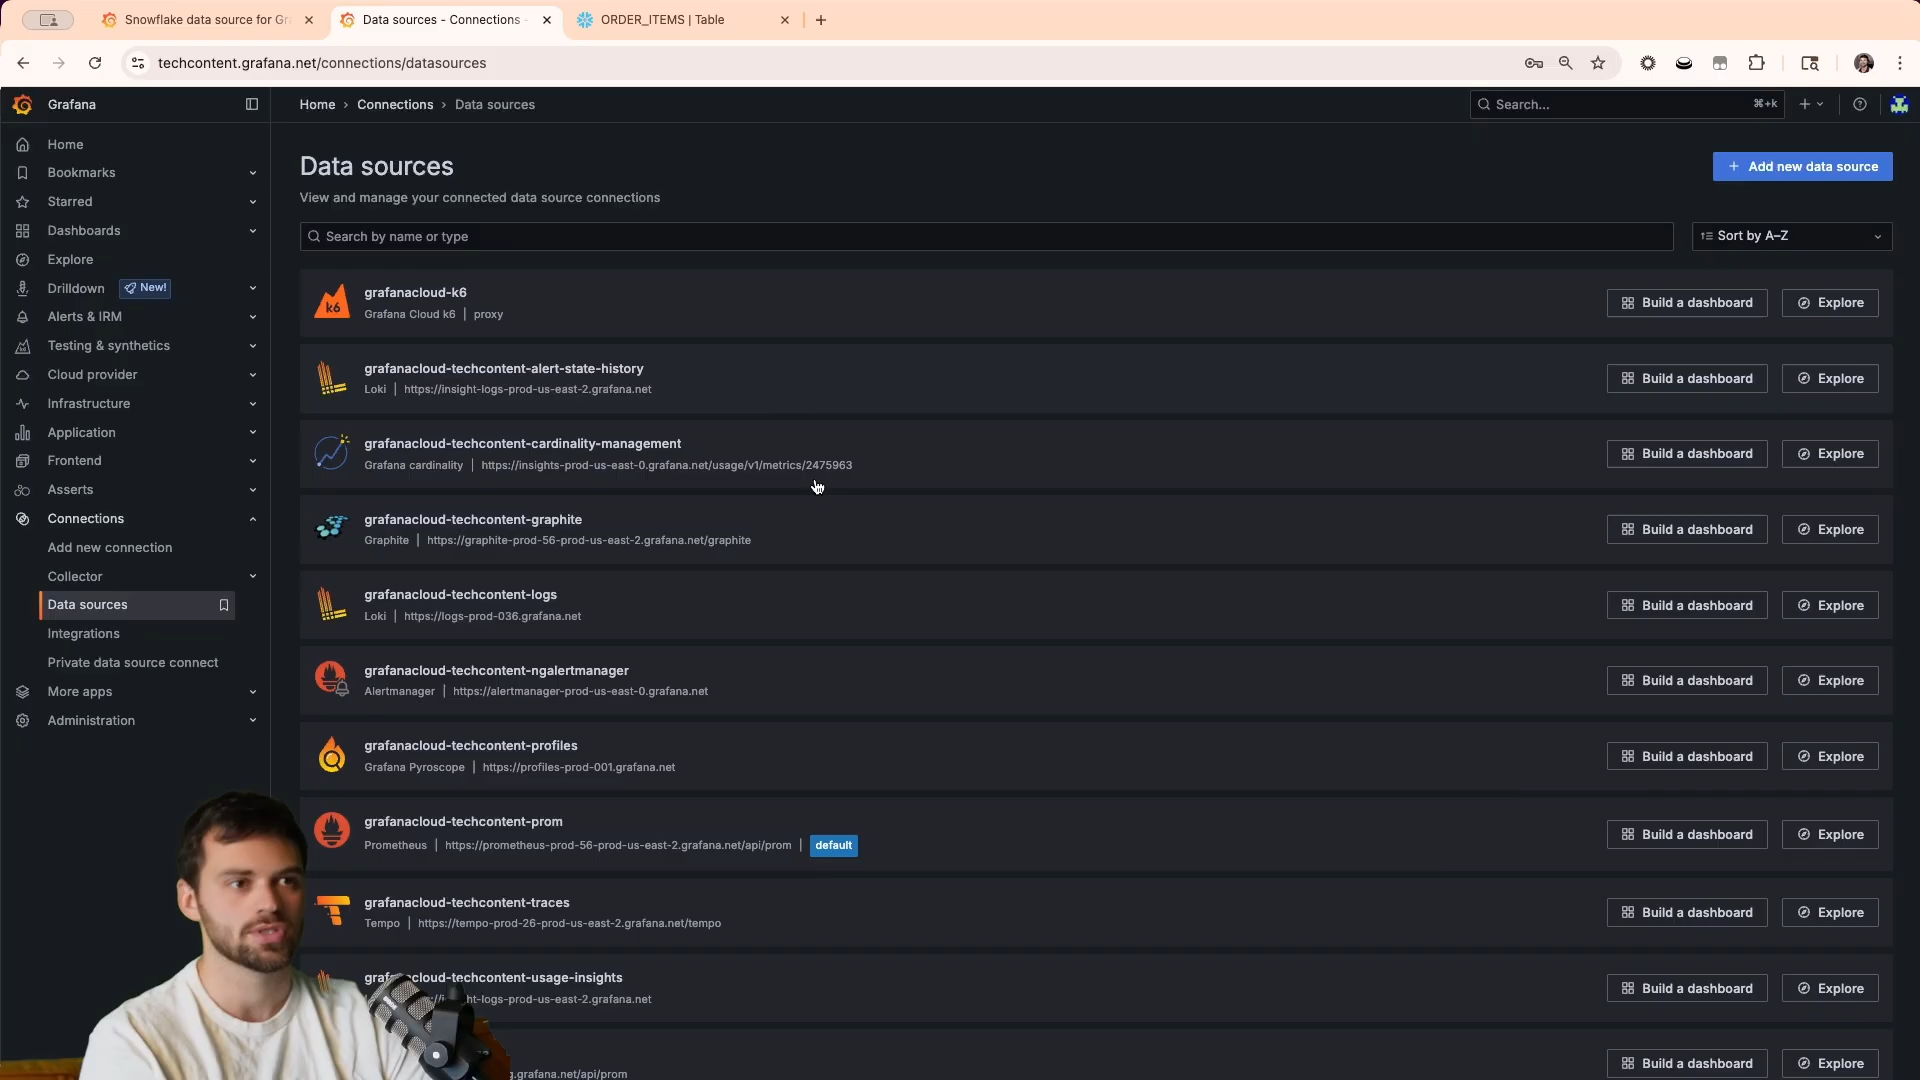 Snowflake data source for Gr
Data sources - Connections -
ORDER_ITEMS | Table
techcontent.grafana.net/connections/datasources
Grafana
Home › Connections › Data sources
Search...
⌘+k
Home
Bookmarks
Starred
Dashboards
Explore
Drilldown
New!
Alerts & IRM
Testing & synthetics
Cloud provider
Infrastructure
Application
Frontend
Asserts
Connections
Add new connection
Collector
Data sources
Integrations
Private data source connect
More apps
Administration
Data sources
View and manage your connected data source connections
+ Add new data source
Search by name or type
Sort by A–Z
k6
grafanacloud-k6
Grafana Cloud k6 | proxy
Build a dashboard
Explore
grafanacloud-techcontent-alert-state-history
Loki | https://insight-logs-prod-us-east-2.grafana.net
Build a dashboard
Explore
grafanacloud-techcontent-cardinality-management
Grafana cardinality | https://insights-prod-us-east-0.grafana.net/usage/v1/metrics/2475963
Build a dashboard
Explore
grafanacloud-techcontent-graphite
Graphite | https://graphite-prod-56-prod-us-east-2.grafana.net/graphite
Build a dashboard
Explore
grafanacloud-techcontent-logs
Loki | https://logs-prod-036.grafana.net
Build a dashboard
Explore
grafanacloud-techcontent-ngalertmanager
Alertmanager | https://alertmanager-prod-us-east-0.grafana.net
Build a dashboard
Explore
grafanacloud-techcontent-profiles
Grafana Pyroscope | https://profiles-prod-001.grafana.net
Build a dashboard
Explore
grafanacloud-techcontent-prom
Prometheus | https://prometheus-prod-56-prod-us-east-2.grafana.net/api/prom | default
Build a dashboard
Explore
grafanacloud-techcontent-traces
Tempo | https://tempo-prod-26-prod-us-east-2.grafana.net/tempo
Build a dashboard
Explore
cloud-techcontent-usage-insights
ht-logs-prod-us-east-2.grafana.net
Build a dashboard
Explore
.grafana.net/api/prom
Build a dashboard
Explore